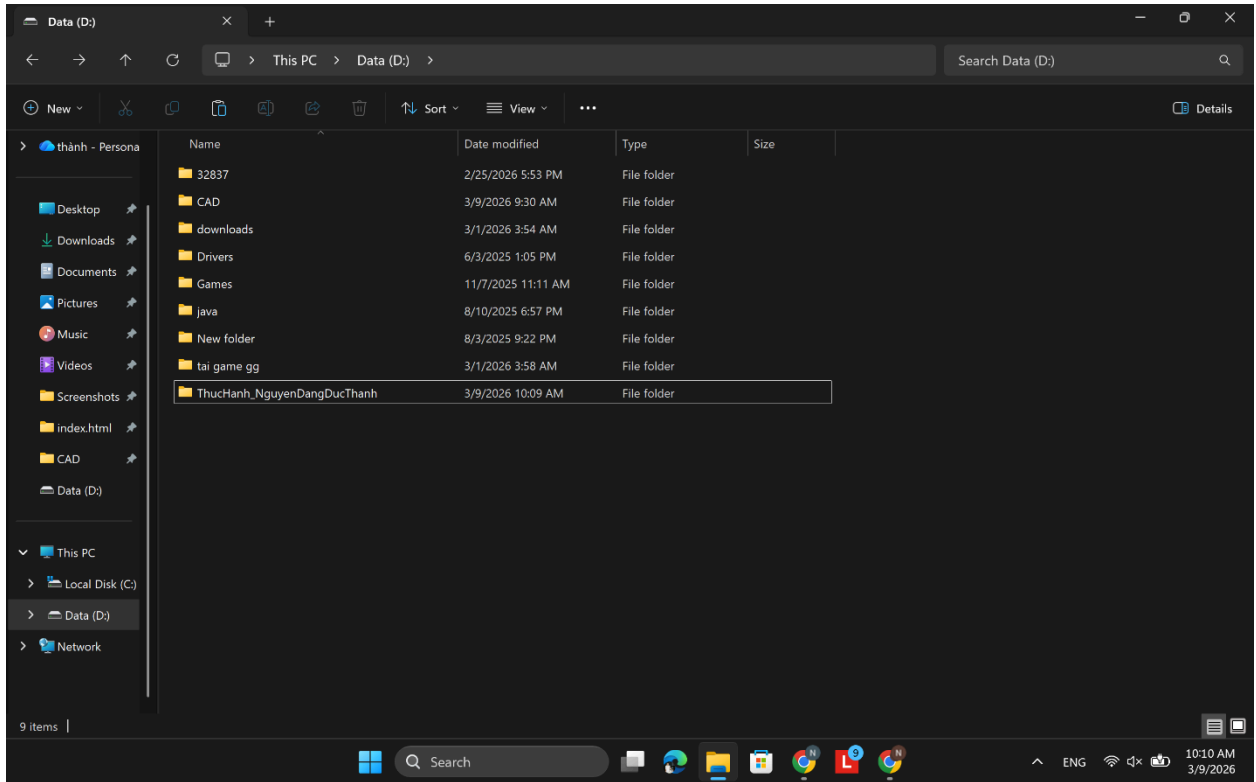 Data (D:)
This PC > Data (D:) >
Search Data (D:)
New
Sort
View
Details
thành - Persona
Desktop
Downloads
Documents
Pictures
Music
Videos
Screenshots
index.html
CAD
Data (D:)
This PC
Local Disk (C:)
Data (D:)
Network
Name Date modified Type Size
32837 2/25/2026 5:53 PM File folder
CAD 3/9/2026 9:30 AM File folder
downloads 3/1/2026 3:54 AM File folder
Drivers 6/3/2025 1:05 PM File folder
Games 11/7/2025 11:11 AM File folder
java 8/10/2025 6:57 PM File folder
New folder 8/3/2025 9:22 PM File folder
tai game gg 3/1/2026 3:58 AM File folder
ThucHanh_NguyenDangDucThanh 3/9/2026 10:09 AM File folder
9 items
Search
N
L 9
N
ENG
10:10 AM
3/9/2026